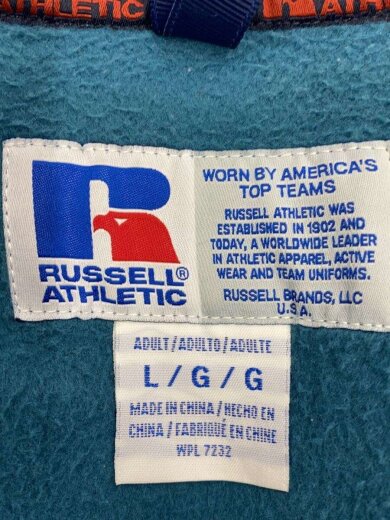 ATHLETIC
ATHLETIC
R
RUSSELL®
ATHLETIC
WORN BY AMERICA'S
TOP TEAMS
RUSSELL ATHLETIC WAS
ESTABLISHED IN 1902 AND
TODAY, A WORLDWIDE LEADER
IN ATHLETIC APPAREL, ACTIVE
WEAR AND TEAM UNIFORMS.
RUSSELL BRANDS, LLC
U.S.A.
ADULT/ADULTO/ADULTE
L/G/G
MADE IN CHINA/HECHO EN
CHINA/FABRIQUÉ EN CHINE
WPL 7232